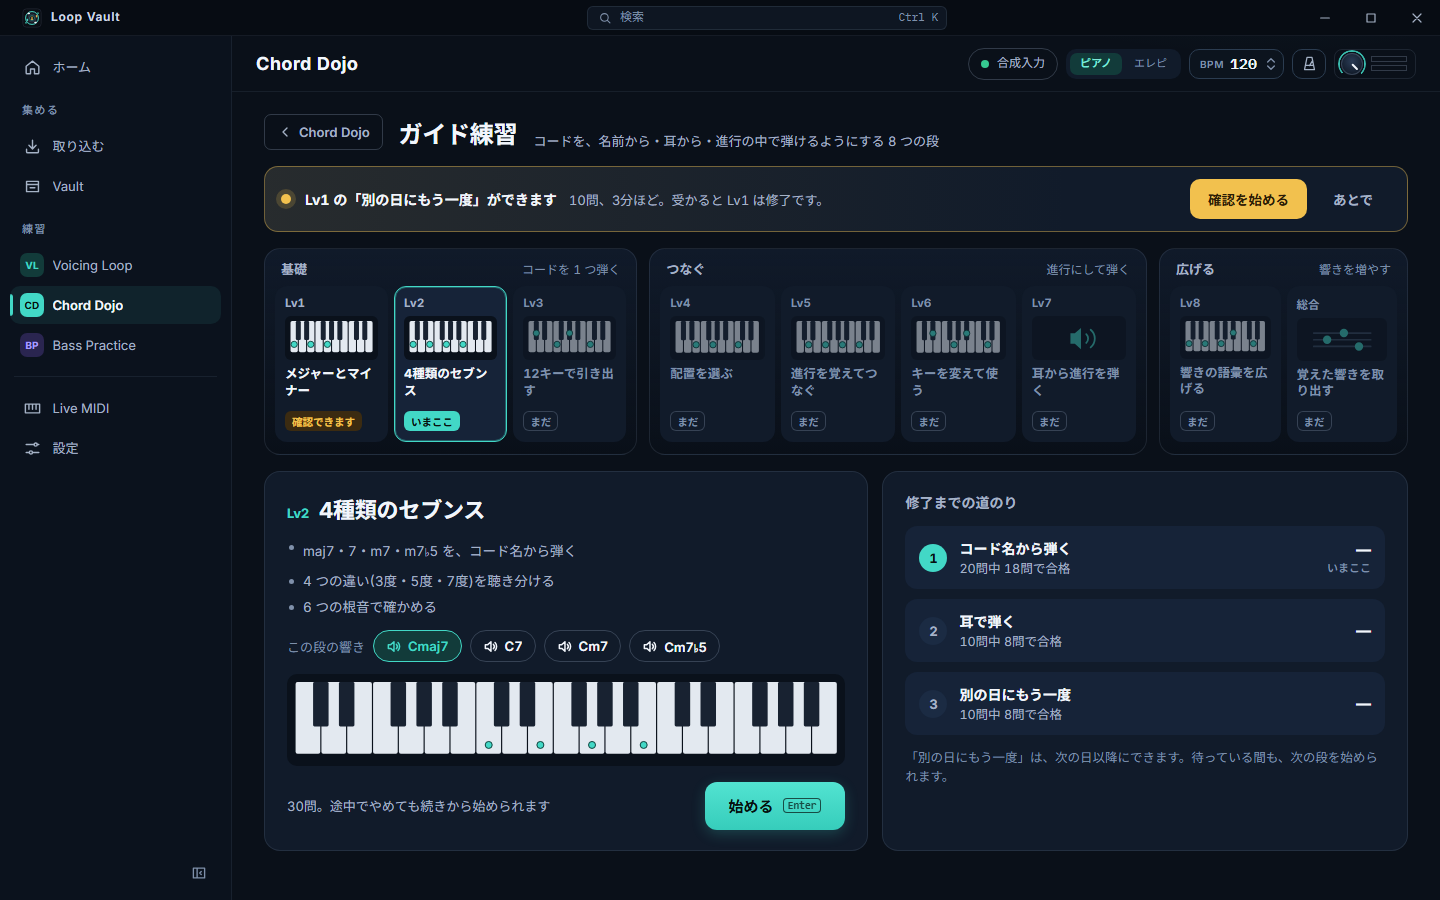 Loop Vault
検索
Ctrl K
ホーム
集める
取り込む
Vault
練習
VL Voicing Loop
CD Chord Dojo
BP Bass Practice
Live MIDI
設定
Chord Dojo
合成入力
ピアノ
エレピ
BPM 120
Chord Dojo
ガイド練習
コードを、名前から・耳から・進行の中で弾けるようにする 8 つの段
Lv1 の「別の日にもう一度」ができます
10問、3分ほど。受かると Lv1 は修了です。
確認を始める
あとで
基礎
コードを 1 つ弾く
Lv1
メジャーとマイ
ナー
確認できます
Lv2
4種類のセブン
ス
いまここ
Lv3
12キーで引き出
す
まだ
つなぐ
進行にして弾く
Lv4
配置を選ぶ
まだ
Lv5
進行を覚えてつ
なぐ
まだ
Lv6
キーを変えて使
う
まだ
Lv7
耳から進行を弾
く
まだ
広げる
響きを増やす
Lv8
響きの語彙を広
げる
まだ
総合
覚えた響きを取
り出す
まだ
Lv2 4種類のセブンス
maj7・7・m7・m7♭5 を、コード名から弾く
4 つの違い(3度・5度・7度)を聴き分ける
6 つの根音で確かめる
この段の響き
Cmaj7
C7
Cm7
Cm7♭5
30問。途中でやめても続きから始められます
始める Enter
修了までの道のり
1
コード名から弾く
20問中 18問で合格
—
いまここ
2
耳で弾く
10問中 8問で合格
—
3
別の日にもう一度
10問中 8問で合格
—
「別の日にもう一度」は、次の日以降にできます。待っている間も、次の段を始めら
れます。